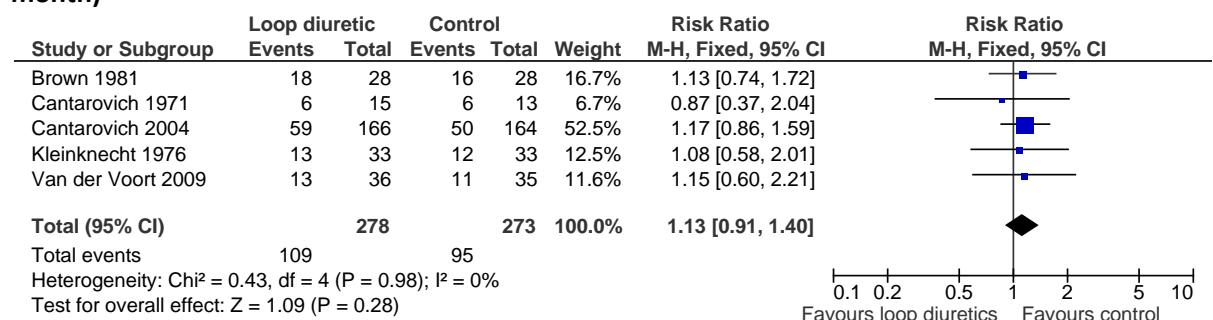 month)
Loop diuretic Control Risk Ratio Risk Ratio
Study or Subgroup Events Total Events Total Weight M-H, Fixed, 95% CI M-H, Fixed, 95% CI
Brown 1981 18 28 16 28 16.7% 1.13 [0.74, 1.72]
Cantarovich 1971 6 15 6 13 6.7% 0.87 [0.37, 2.04]
Cantarovich 2004 59 166 50 164 52.5% 1.17 [0.86, 1.59]
Kleinknecht 1976 13 33 12 33 12.5% 1.08 [0.58, 2.01]
Van der Voort 2009 13 36 11 35 11.6% 1.15 [0.60, 2.21]
Total (95% CI) 278 273 100.0% 1.13 [0.91, 1.40]
Total events 109 95
Heterogeneity: Chi² = 0.43, df = 4 (P = 0.98); I² = 0%
Test for overall effect: Z = 1.09 (P = 0.28)
0.1 0.2 0.5 1 2 5 10
Favours loop diuretics Favours control